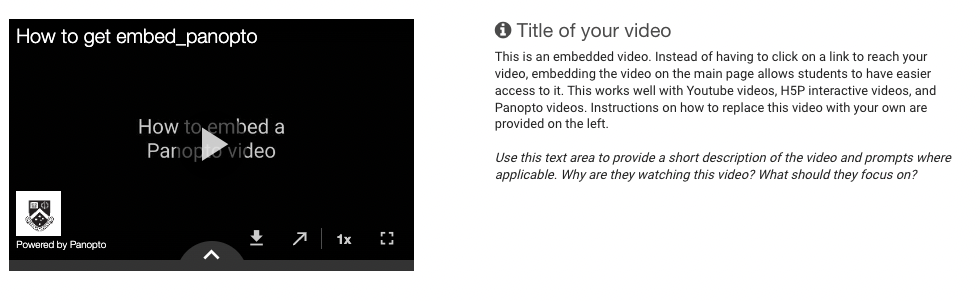 How to get embed_panopto
How to embed a
Panopto video
Powered by Panopto
1x
Title of your video
This is an embedded video. Instead of having to click on a link to reach your
video, embedding the video on the main page allows students to have easier
access to it. This works well with Youtube videos, H5P interactive videos, and
Panopto videos. Instructions on how to replace this video with your own are
provided on the left.
Use this text area to provide a short description of the video and prompts where
applicable. Why are they watching this video? What should they focus on?